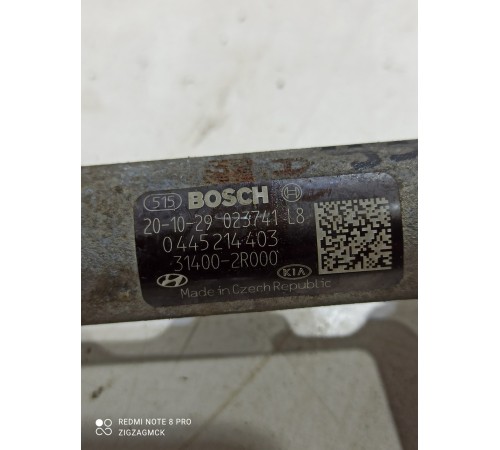 515 BOSCH
20-10-29 023741 L8
0445214403
31400-2R000
KIA
Made in Czech Republic
REDMI NOTE 8 PRO
ZIGZAGMCK